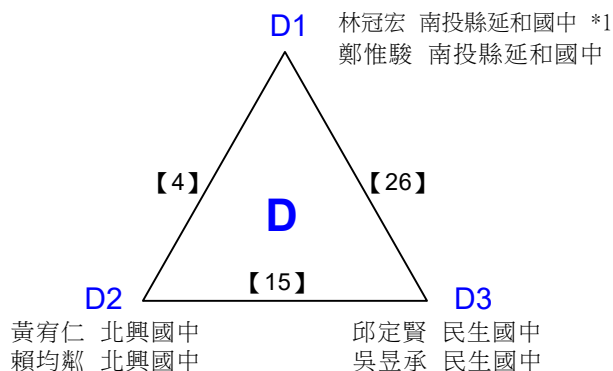 D1
林冠宏 南投縣延和國中 *1
鄭惟駿 南投縣延和國中
【4】
【26】
D
【15】
D2
D3
黃宥仁 北興國中
賴均粼 北興國中
邱定賢 民生國中
吳昱承 民生國中